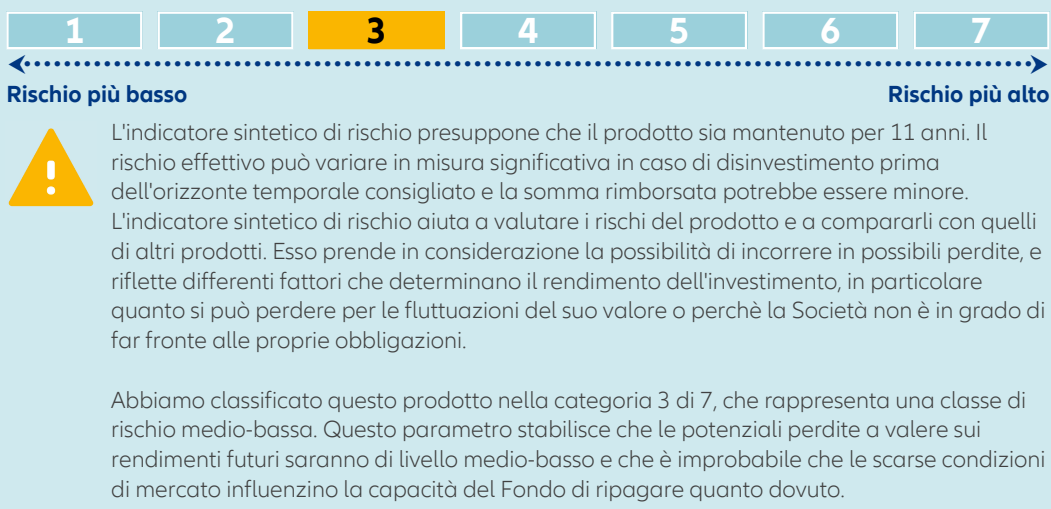 1 2 3 4 5 6 7
Rischio più basso Rischio più alto
L'indicatore sintetico di rischio presuppone che il prodotto sia mantenuto per 11 anni. Il
rischio effettivo può variare in misura significativa in caso di disinvestimento prima
dell'orizzonte temporale consigliato e la somma rimborsata potrebbe essere minore.
L'indicatore sintetico di rischio aiuta a valutare i rischi del prodotto e a compararli con quelli
di altri prodotti. Esso prende in considerazione la possibilità di incorrere in possibili perdite, e
riflette differenti fattori che determinano il rendimento dell'investimento, in particolare
quanto si può perdere per le fluttuazioni del suo valore o perchè la Società non è in grado di
far fronte alle proprie obbligazioni.
Abbiamo classificato questo prodotto nella categoria 3 di 7, che rappresenta una classe di
rischio medio-bassa. Questo parametro stabilisce che le potenziali perdite a valere sui
rendimenti futuri saranno di livello medio-basso e che è improbabile che le scarse condizioni
di mercato influenzino la capacità del Fondo di ripagare quanto dovuto.